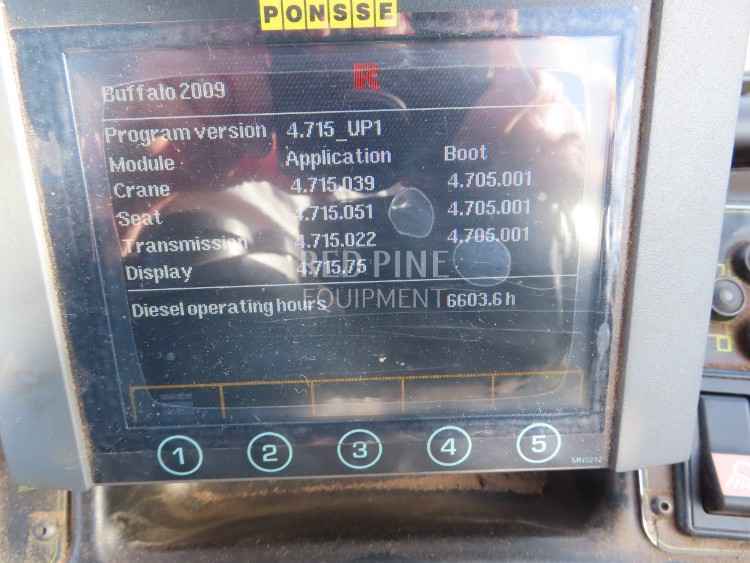 PONSSE
Buffalo 2009
Program version 4.715_UP1
Module Application Boot
Crane 4.715.039 4.705.001
Seat 4.715.051 4.705.001
Transmission 4.715.022 4.705.001
Display 4.715.75
RED PINE
EQUIPMENT
Diesel operating hours 6603.6 h
1 2 3 4 5